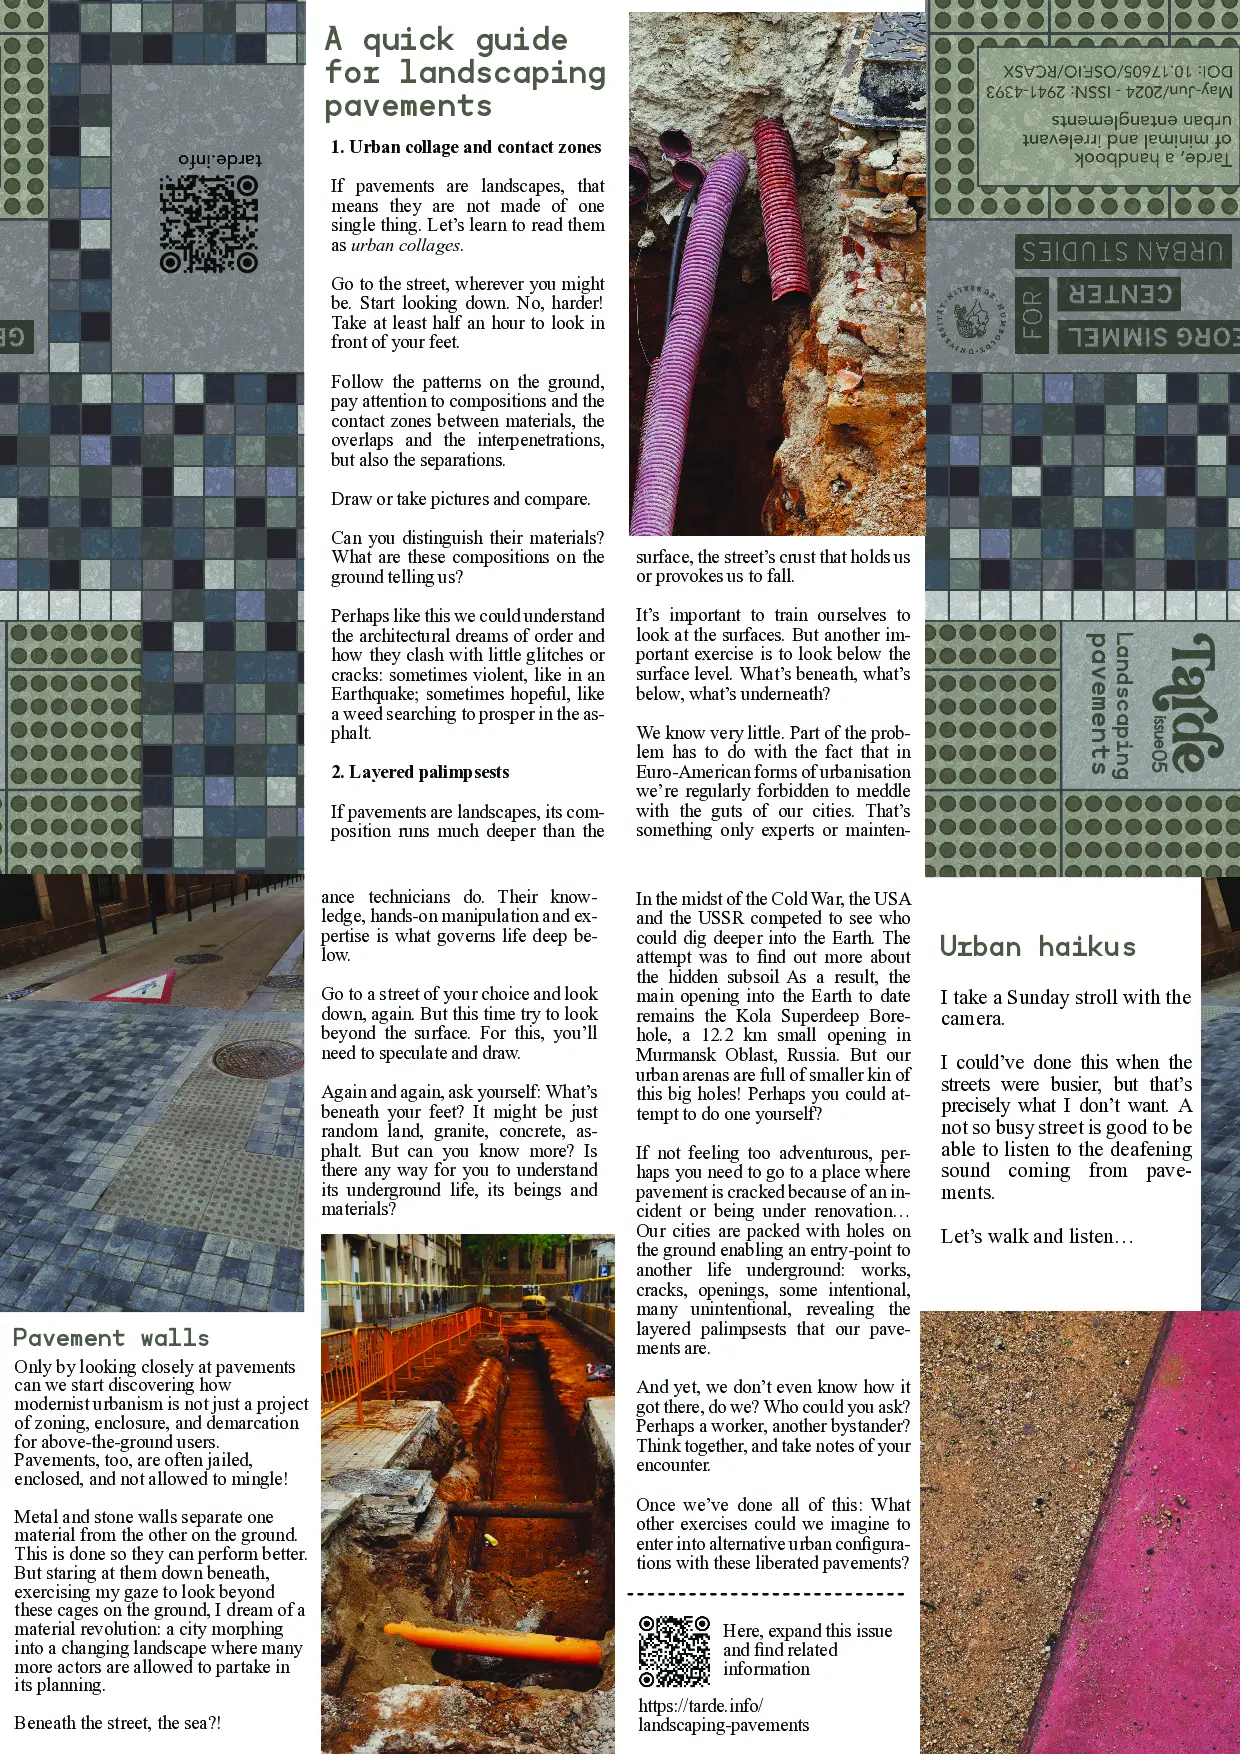 tarde.info
GE
A quick guide
for landscaping
pavements
1. Urban collage and contact zones
If pavements are landscapes, that
means they are not made of one
single thing. Let's learn to read them
as urban collages.
Go to the street, wherever you might
be. Start looking down. No, harder!
Take at least half an hour to look in
front of your feet.
Follow the patterns on the ground,
pay attention to compositions and the
contact zones between materials, the
overlaps and the interpenetrations,
but also the separations.
Draw or take pictures and compare.
Can you distinguish their materials?
What are these compositions on the
ground telling us?
Perhaps like this we could understand
the architectural dreams of order and
how they clash with little glitches or
cracks: sometimes violent, like in an
Earthquake; sometimes hopeful, like
a weed searching to prosper in the as-
phalt.
2. Layered palimpsests
If pavements are landscapes, its com-
position runs much deeper than the
surface, the street's crust that holds us
or provokes us to fall.
It's important to train ourselves to
look at the surfaces. But another im-
portant exercise is to look below the
surface level. What's beneath, what's
below, what's underneath?
We know very little. Part of the prob-
lem has to do with the fact that in
Euro-American forms of urbanisation
we're regularly forbidden to meddle
with the guts of our cities. That's
something only experts or mainten-
ance technicians do. Their know-
ledge, hands-on manipulation and ex-
pertise is what governs life deep be-
low.
Go to a street of your choice and look
down, again. But this time try to look
beyond the surface. For this, you'll
need to speculate and draw.
Again and again, ask yourself: What's
beneath your feet? It might be just
random land, granite, concrete, as-
phalt. But can you know more? Is
there any way for you to understand
its underground life, its beings and
materials?
In the midst of the Cold War, the USA
and the USSR competed to see who
could dig deeper into the Earth. The
attempt was to find out more about
the hidden subsoil As a result, the
main opening into the Earth to date
remains the Kola Superdeep Bore-
hole, a 12.2 km small opening in
Murmansk Oblast, Russia. But our
urban arenas are full of smaller kin of
this big holes! Perhaps you could at-
tempt to do one yourself?
If not feeling too adventurous, per-
haps you need to go to a place where
pavement is cracked because of an in-
cident or being under renovation…
Our cities are packed with holes on
the ground enabling an entry-point to
another life underground: works,
cracks, openings, some intentional,
many unintentional, revealing the
layered palimpsests that our pave-
ments are.
And yet, we don't even know how it
got there, do we? Who could you ask?
Perhaps a worker, another bystander?
Think together, and take notes of your
encounter.
Once we've done all of this: What
other exercises could we imagine to
enter into alternative urban configura-
tions with these liberated pavements?
Here, expand this issue
and find related
information
https://tarde.info/
landscaping-pavements
Tarde, a handbook
of minimal and irrelevant
urban entanglements
May-Jun/2024 - ISSN: 2941-4393
DOI: 10.17605/OSF.IO/RCASX
EORG SIMMEL
CENTER
FOR
URBAN STUDIES
HUMBOLDT-UNIVERSITÄT ZU BERLIN
Tarde
issue05
Landscaping
pavements
Urban haikus
I take a Sunday stroll with the
camera.
I could've done this when the
streets were busier, but that's
precisely what I don't want. A
not so busy street is good to be
able to listen to the deafening
sound coming from pave-
ments.
Let's walk and listen…
Pavement walls
Only by looking closely at pavements
can we start discovering how
modernist urbanism is not just a project
of zoning, enclosure, and demarcation
for above-the-ground users.
Pavements, too, are often jailed,
enclosed, and not allowed to mingle!
Metal and stone walls separate one
material from the other on the ground.
This is done so they can perform better.
But staring at them down beneath,
exercising my gaze to look beyond
these cages on the ground, I dream of a
material revolution: a city morphing
into a changing landscape where many
more actors are allowed to partake in
its planning.
Beneath the street, the sea?!